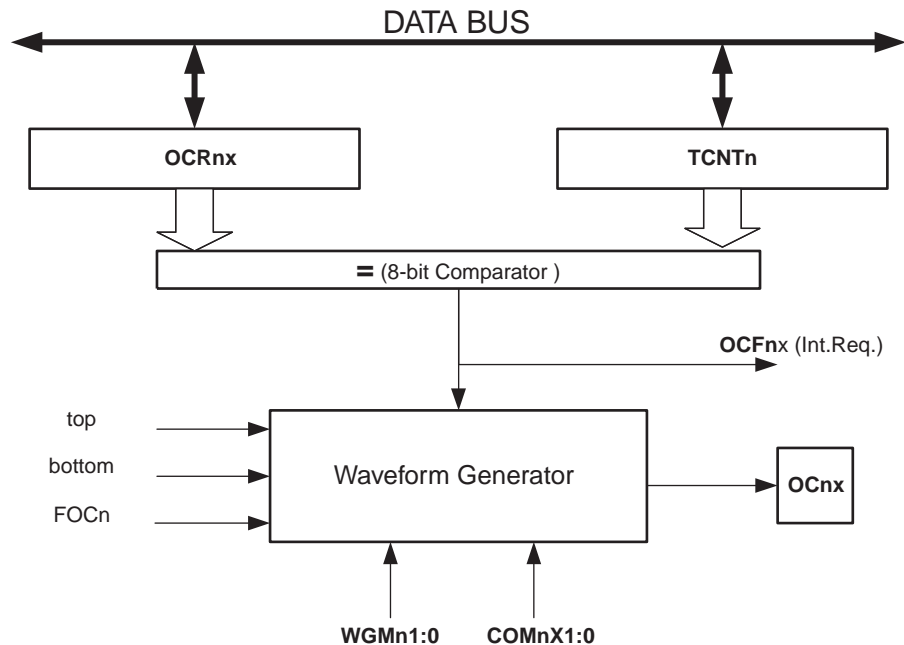 DATA BUS
OCRnx
TCNTn
= (8-bit Comparator )
OCFnx (Int.Req.)
top
bottom
FOCn
Waveform Generator
OCnx
WGMn1:0
COMnX1:0